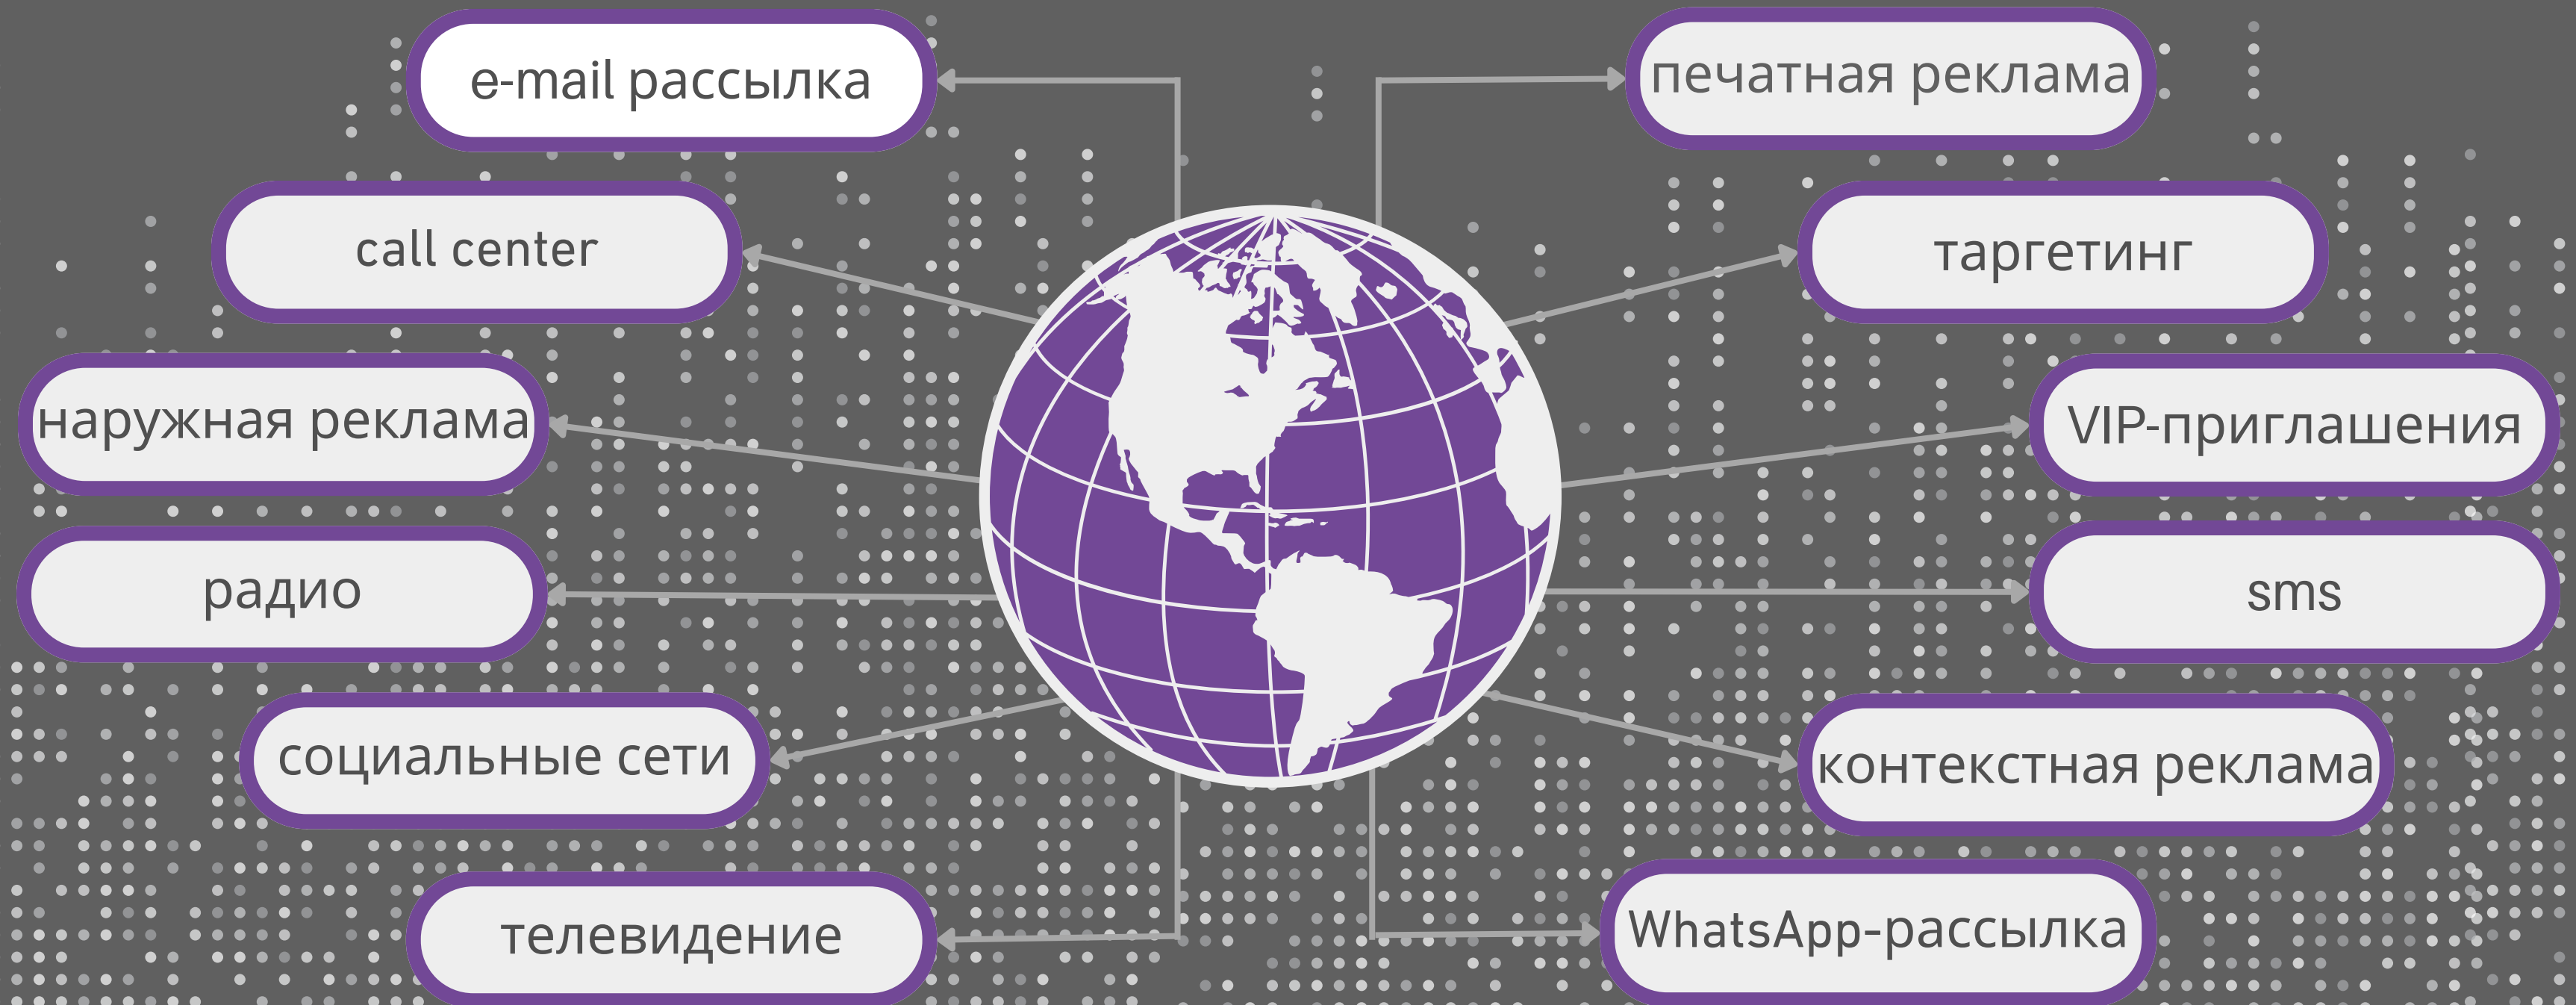 e-mail рассылка
call center
наружная реклама
радио
социальные сети
телевидение
печатная реклама
таргетинг
VIP-приглашения
sms
контекстная реклама
WhatsApp-рассылка